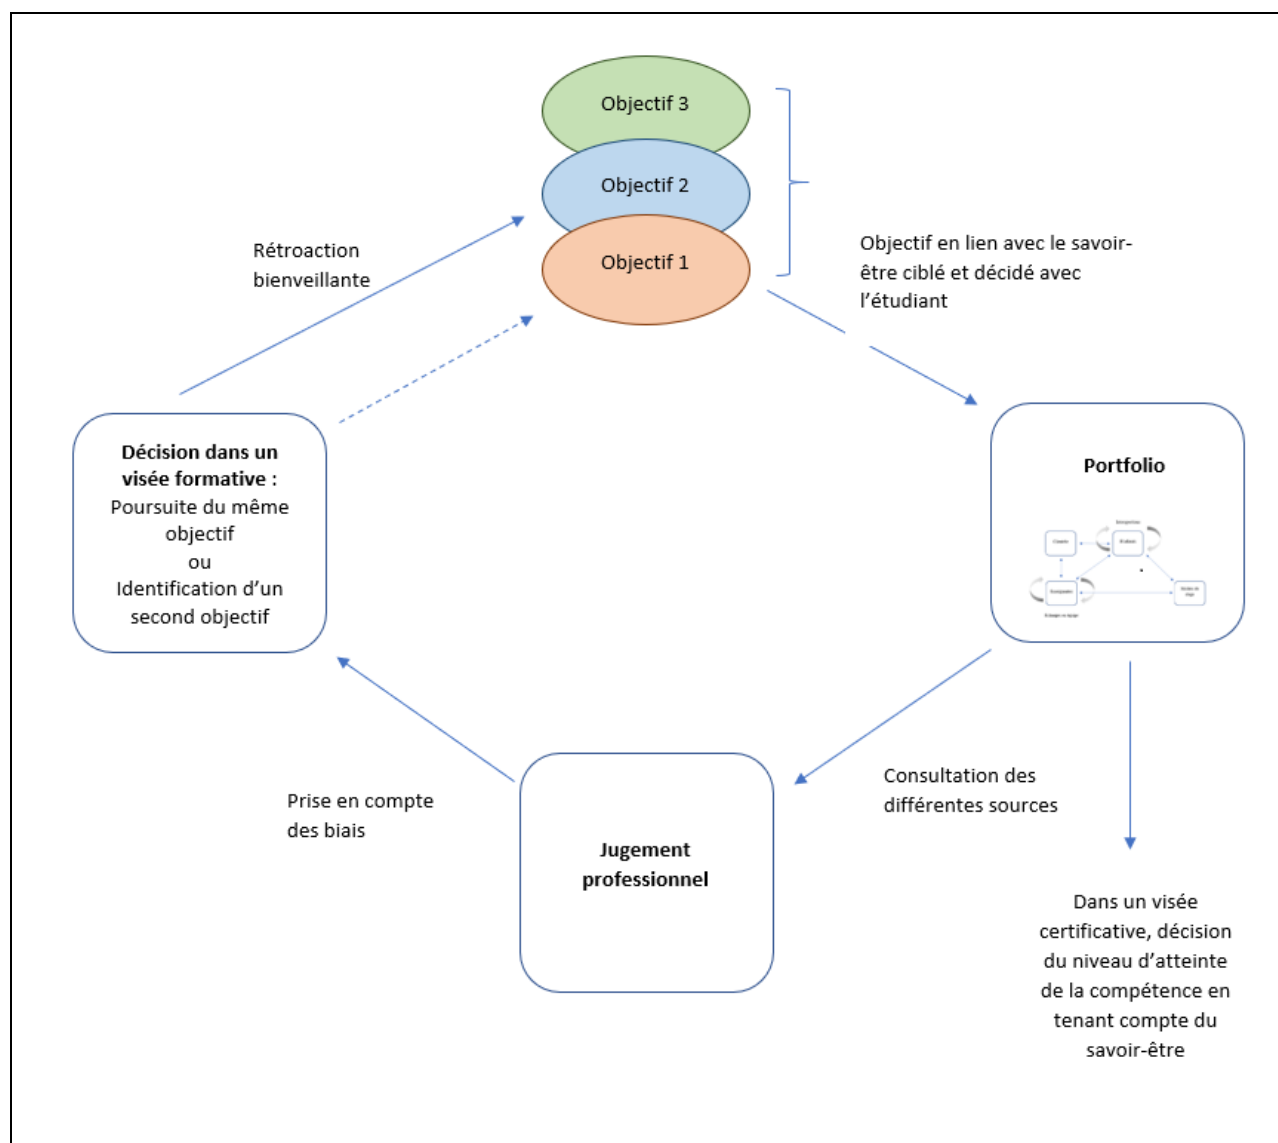 Objectif 3
Objectif 2
Objectif 1
Rétroaction
bienveillante
Objectif en lien avec le savoir-
être ciblé et décidé avec
l’étudiant
Décision dans un
visée formative :
Poursuite du même
objectif
ou
Identification d’un
second objectif
Portfolio
Prise en compte
des biais
Jugement
professionnel
Consultation des
différentes sources
Dans un visée
certificative, décision
du niveau d’atteinte
de la compétence en
tenant compte du
savoir-être